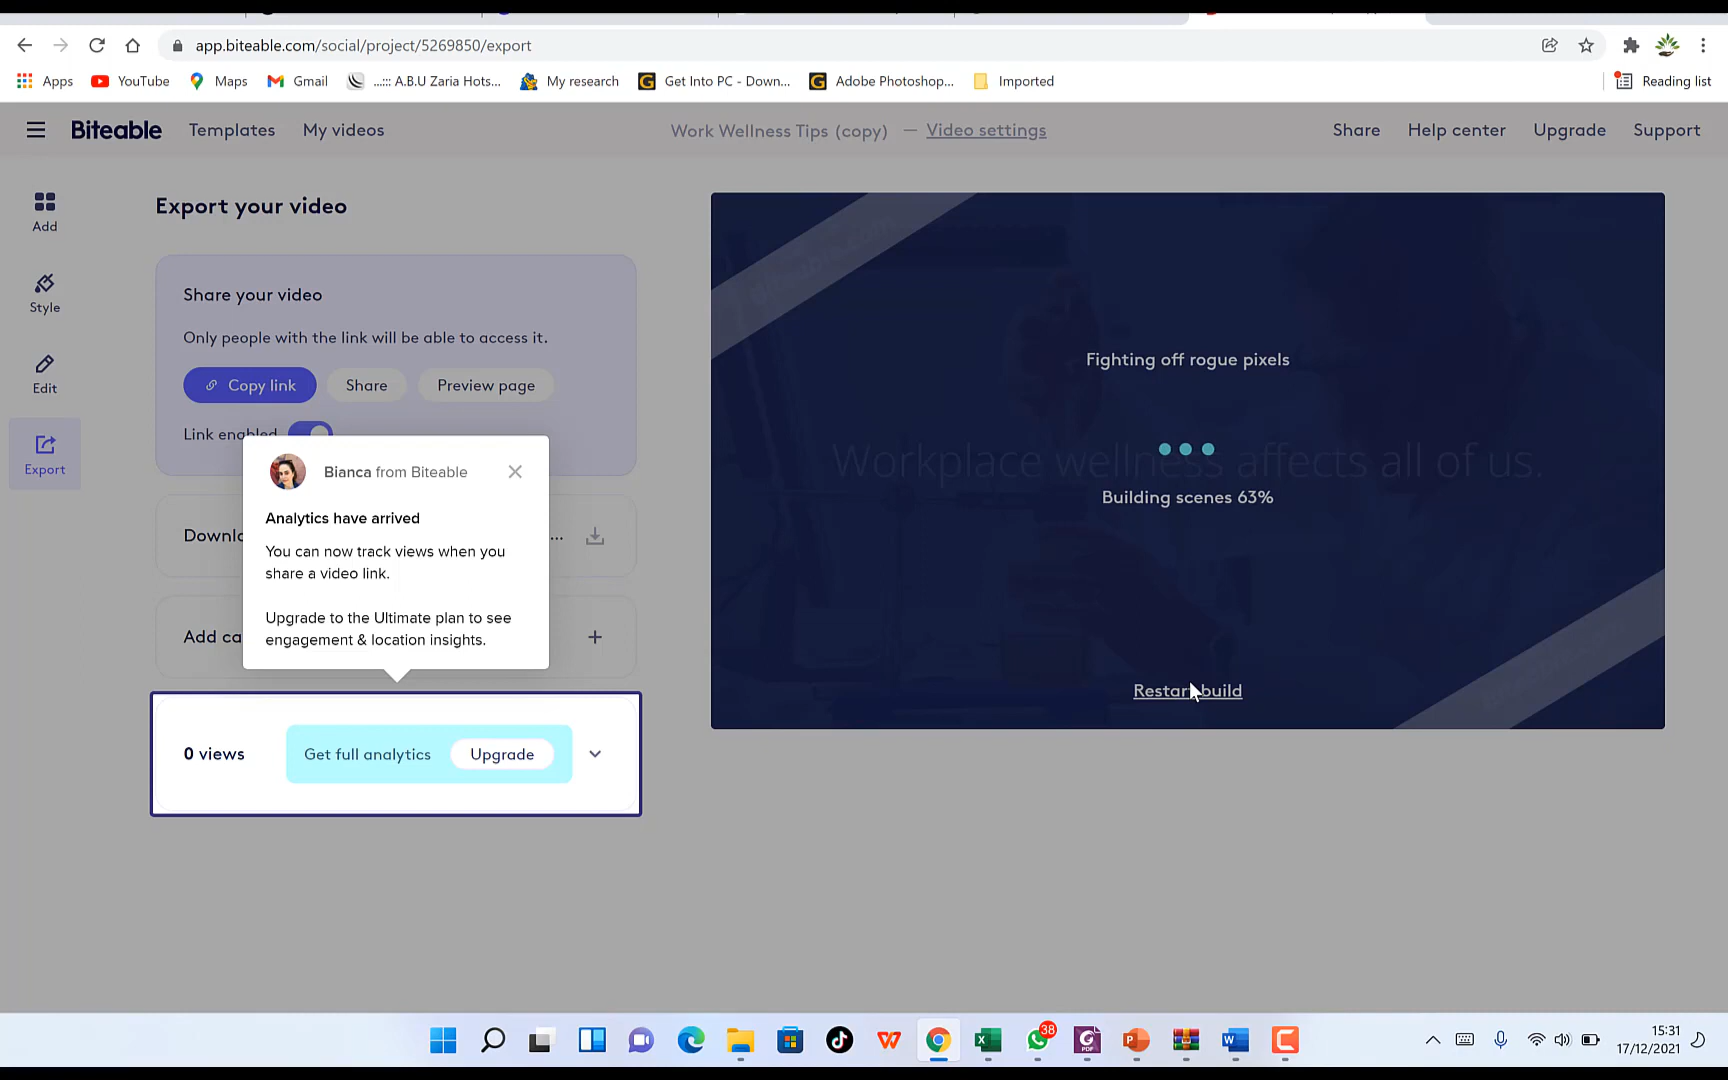 app.biteable.com/social/project/5269850/export
Apps YouTube Maps Gmail ...::: A.B.U Zaria Hots... My research Get Into PC - Down... Adobe Photoshop... Imported Reading list
Biteable Templates My videos Work Wellness Tips (copy) — Video settings Share Help center Upgrade Support
Add
Style
Edit
Export
Export your video
Share your video
Only people with the link will be able to access it.
Copy link Share Preview page
Link enabled
Bianca from Biteable
Analytics have arrived
You can now track views when you
share a video link.
Upgrade to the Ultimate plan to see
engagement & location insights.
Downlo ...
Add ca
0 views Get full analytics Upgrade
Fighting off rogue pixels
Workplace wellness affects all of us.
Building scenes 63%
Restart build
38
15:31
17/12/2021